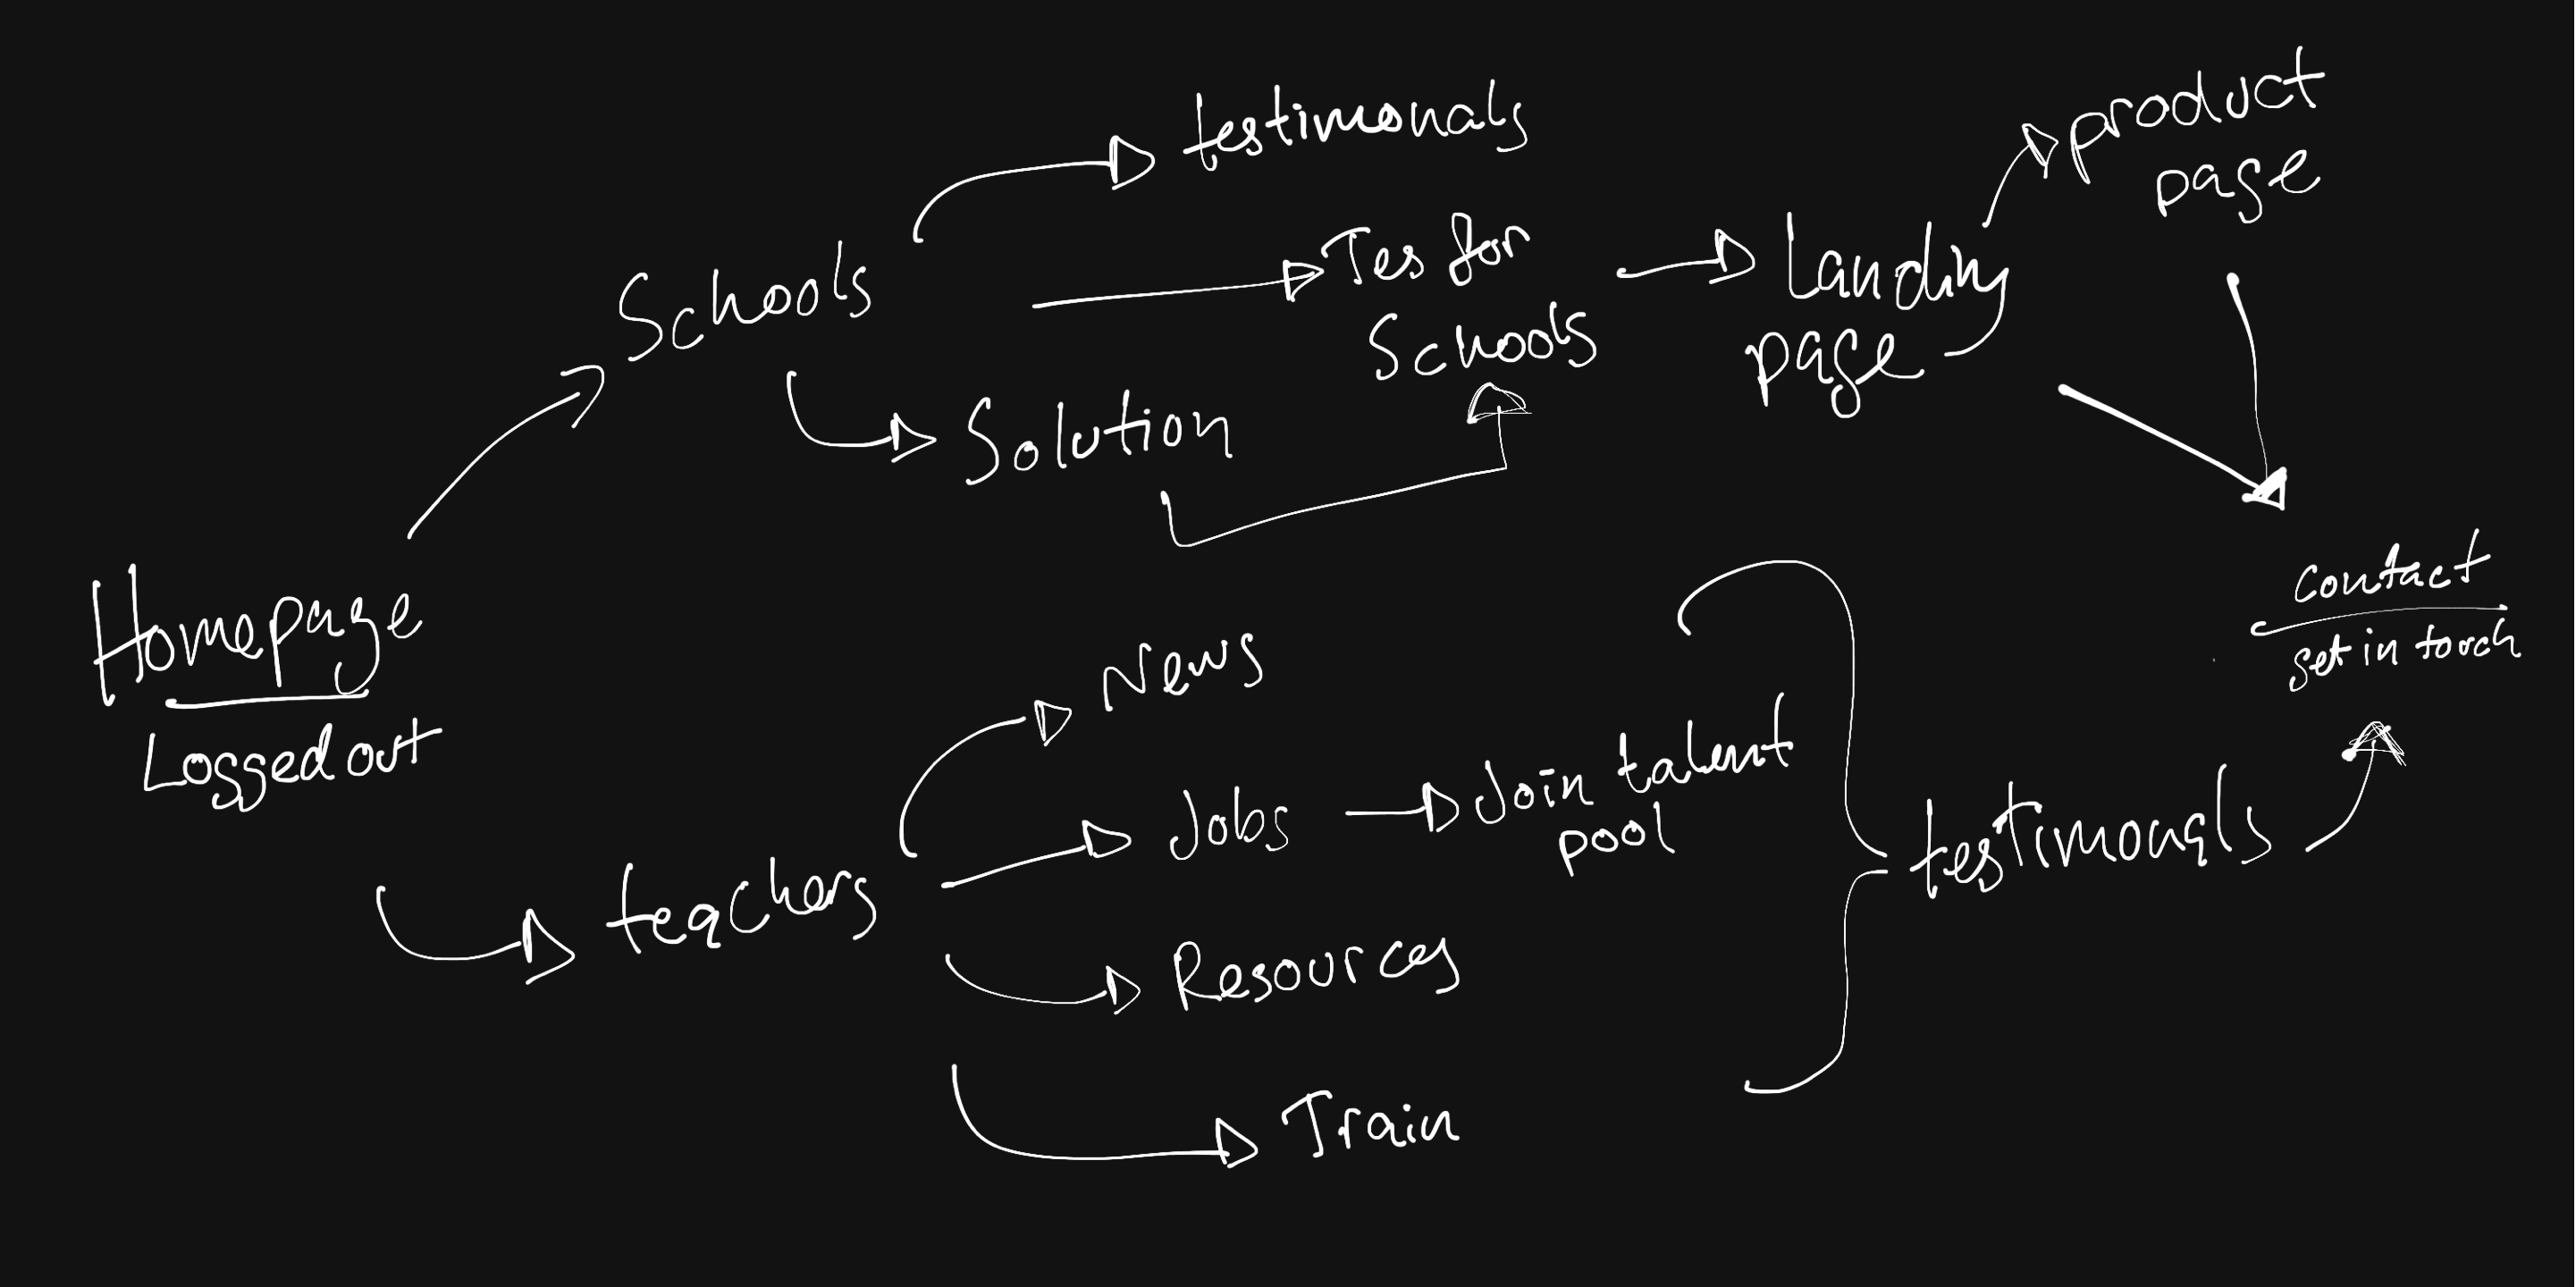 testimonals
product
page
Tes for
Schools
Landing
page
Schools
Solution
Homepage
Logged out
contact
get in touch
News
Jobs
Join talent
pool
testimonals
teachers
Resources
Train